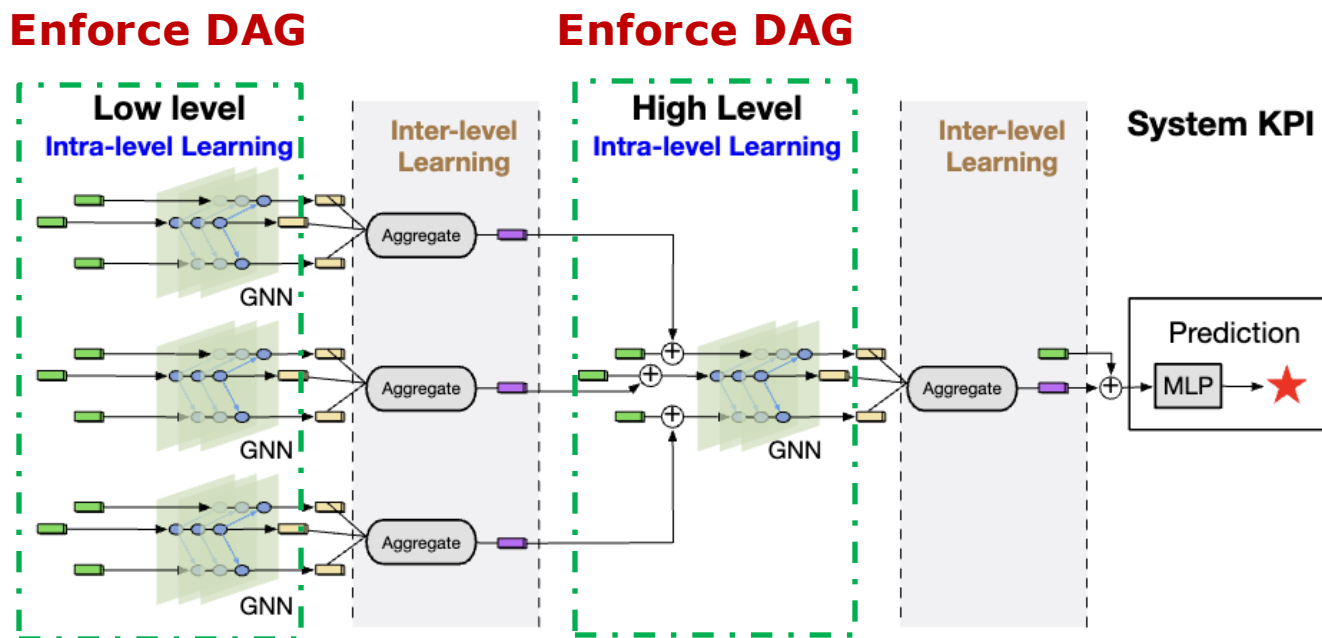 Enforce DAG
Enforce DAG
Low level
Intra-level Learning
Inter-level
Learning
High Level
Intra-level Learning
Inter-level
Learning
System KPI
Aggregate
GNN
Aggregate
GNN
Aggregate
GNN
GNN
Aggregate
Prediction
MLP